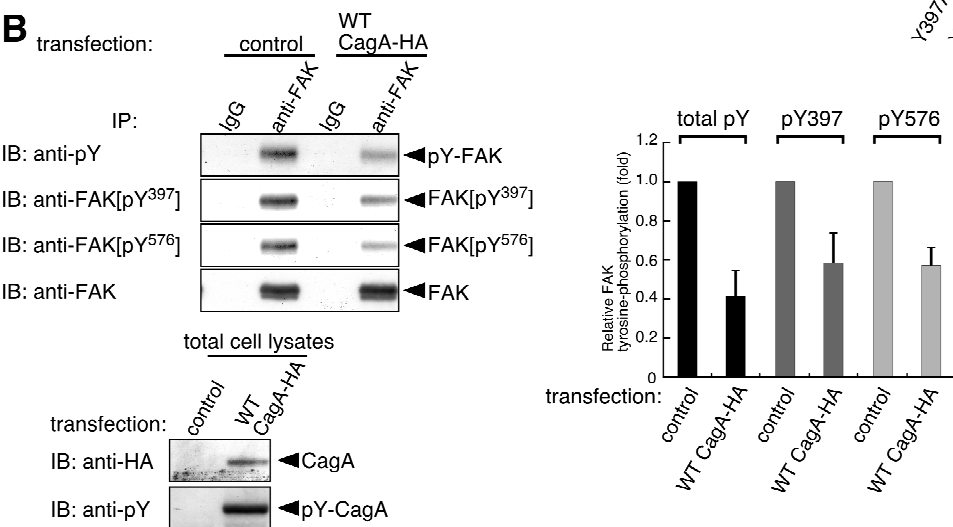 B
transcription:
control
WT
CagA-HA
IP:
IgG
anti-FAK
IgG
anti-FAK
IB: anti-pY
pY-FAK
IB: anti-FAK[pY397]
FAK[pY397]
IB: anti-FAK[pY576]
FAK[pY576]
IB: anti-FAK
FAK
total cell lysates
transfection:
control
WT
CagA-HA
IB: anti-HA
CagA
IB: anti-pY
pY-CagA
Y397
total pY
pY397
pY576
Relative FAK
tyrosine-phosphorylation (fold)
1.2
1.0
0.8
0.6
0.4
0.2
0
transfection:
control
WT CagA-HA
control
WT CagA-HA
control
WT CagA-HA